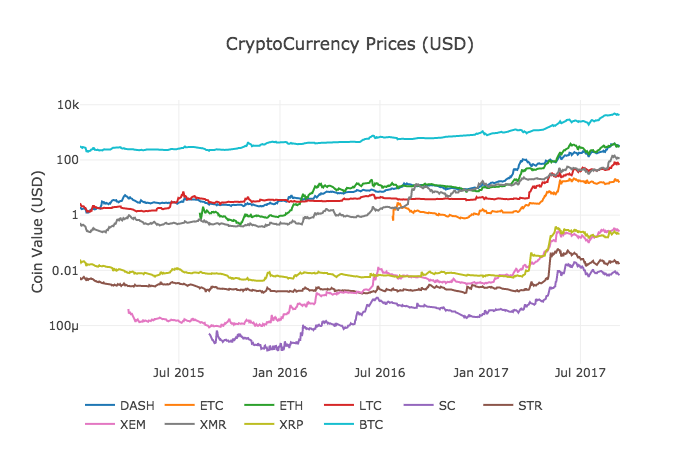 CryptoCurrency Prices (USD)
Coin Value (USD)
10k
100
1
0.01
100μ
Jul 2015 Jan 2016 Jul 2016 Jan 2017 Jul 2017
DASH ETC ETH LTC SC STR
XEM XMR XRP BTC